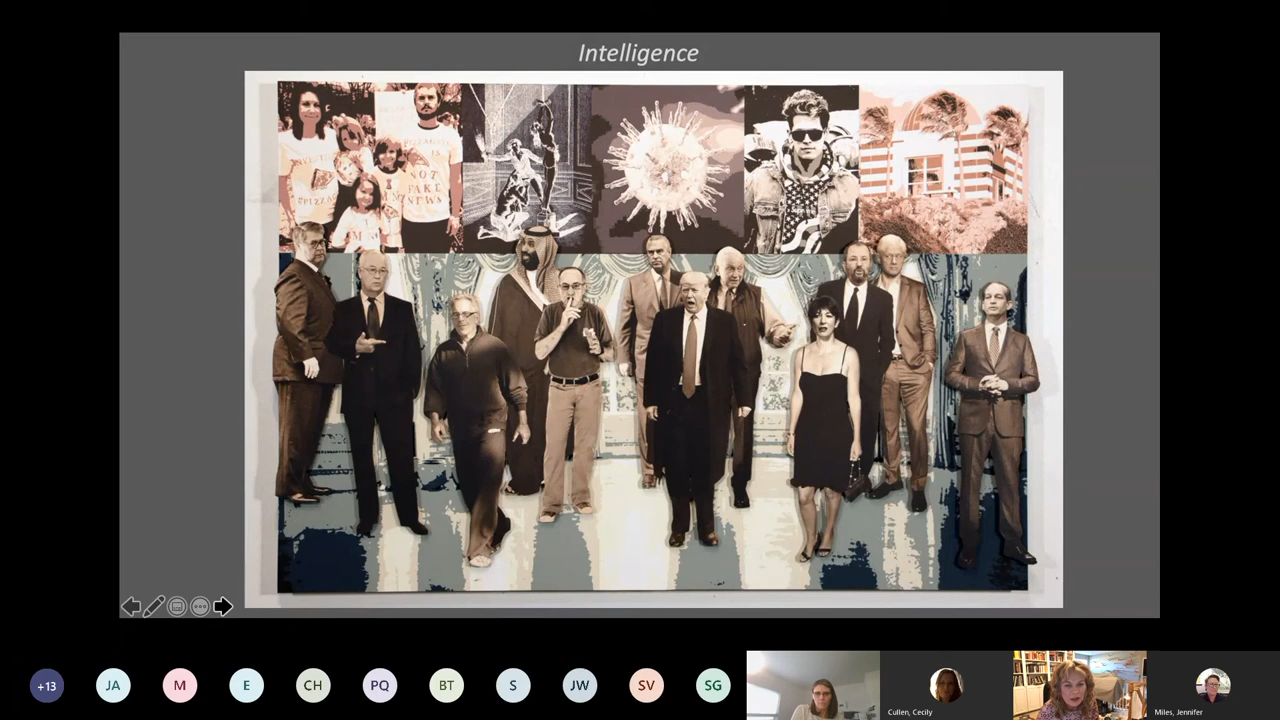 Intelligence
NOT
FAKE
NEWS
+13
JA
M
E
CH
PQ
BT
S
JW
SV
SG
Cullen, Cecily
Miles, Jennifer